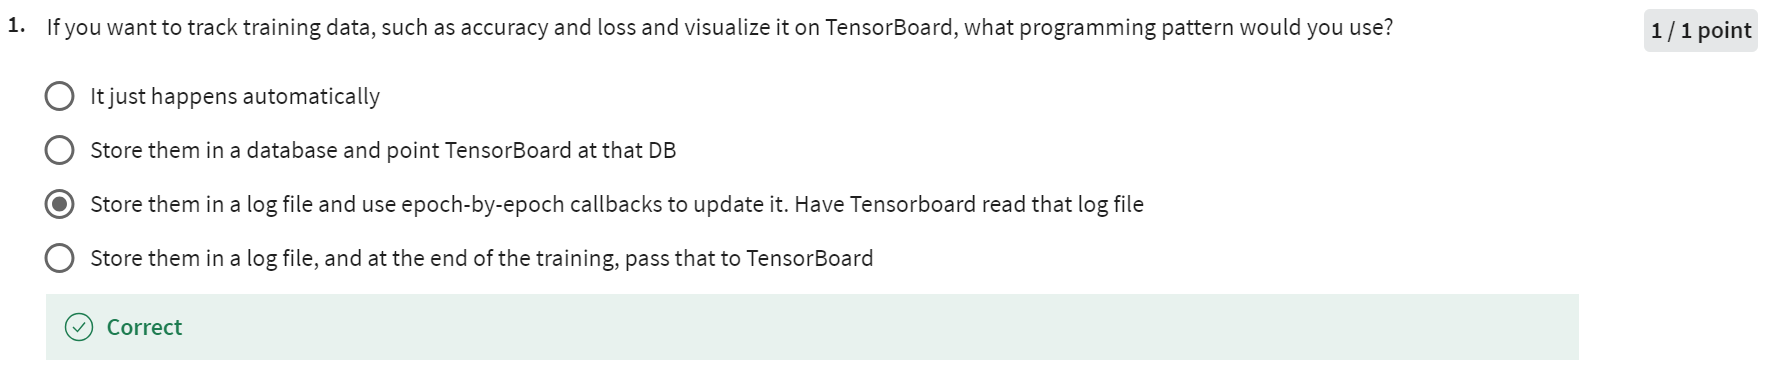 1. If you want to track training data, such as accuracy and loss and visualize it on TensorBoard, what programming pattern would you use?
1 / 1 point
It just happens automatically
Store them in a database and point TensorBoard at that DB
Store them in a log file and use epoch-by-epoch callbacks to update it. Have Tensorboard read that log file
Store them in a log file, and at the end of the training, pass that to TensorBoard
Correct